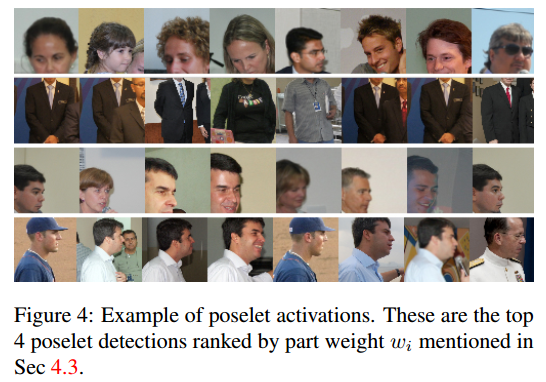 Figure 4: Example of poselet activations. These are the top
4 poselet detections ranked by part weight wᵢ mentioned in
Sec 4.3.